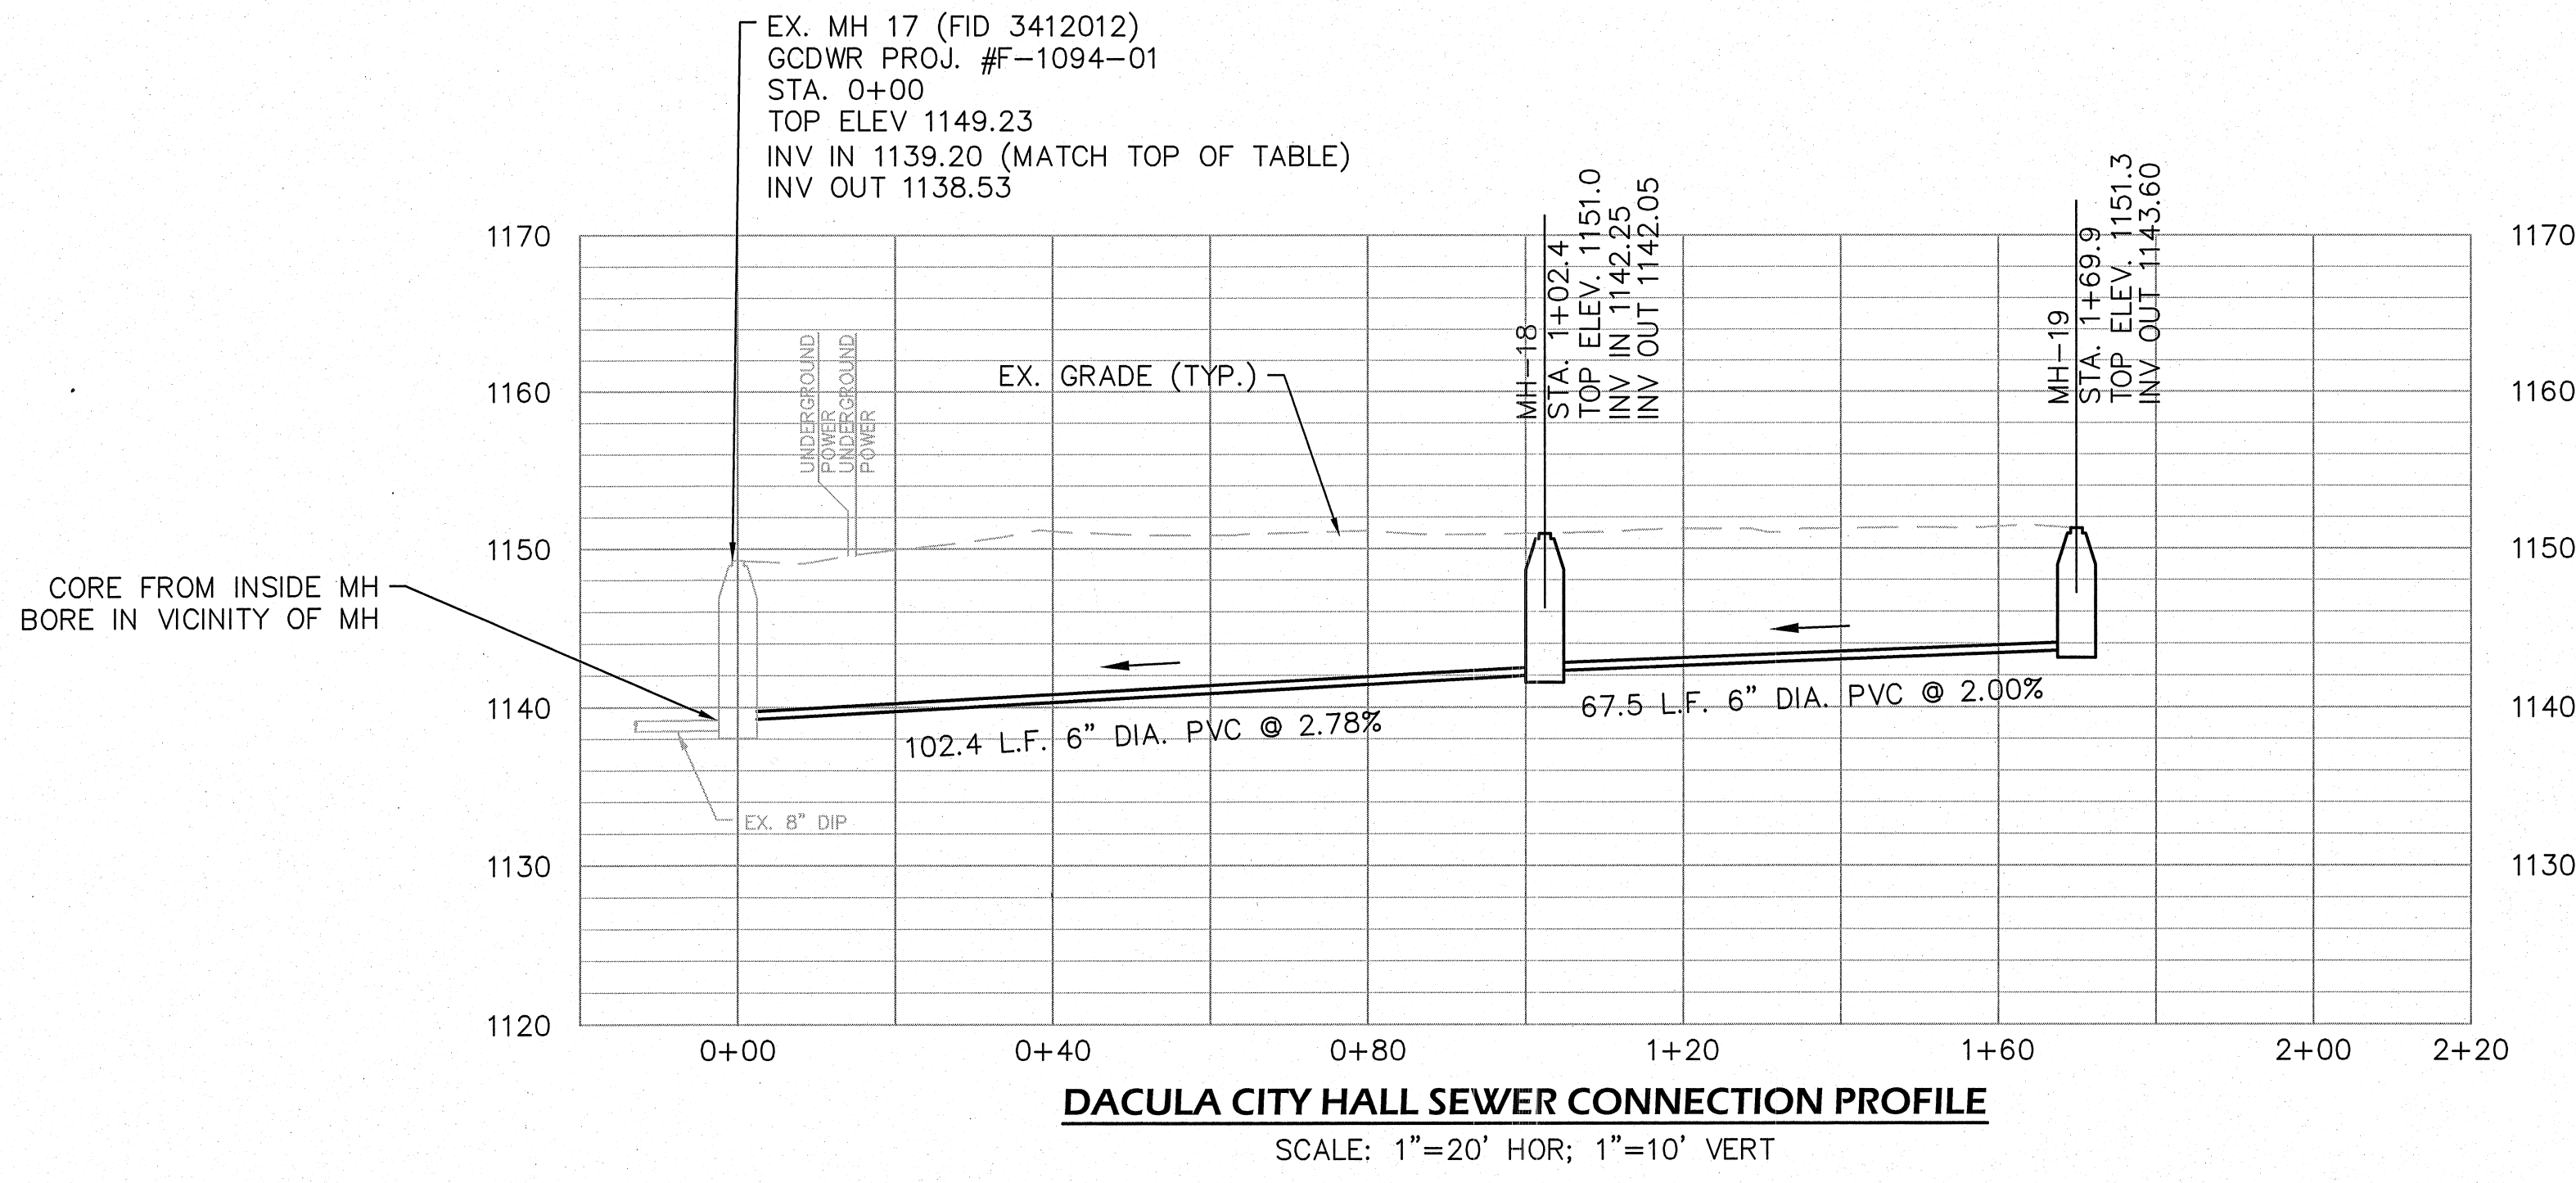 EX. MH 17 (FID 3412012)
GCDWR PROJ. #F-1094-01
STA. 0+00
TOP ELEV 1149.23
INV IN 1139.20 (MATCH TOP OF TABLE)
INV OUT 1138.53
MH-18
STA. 1+02.4
TOP ELEV. 1151.0
INV IN 1142.25
INV OUT 1142.05
MH-19
STA. 1+69.9
TOP ELEV. 1151.3
INV OUT 1143.60
1170
1170
UNDERGROUND
POWER
UNDERGROUND
POWER
EX. GRADE (TYP.)
1160
1160
1150
1150
CORE FROM INSIDE MH
BORE IN VICINITY OF MH
1140
1140
102.4 L.F. 6" DIA. PVC @ 2.78%
67.5 L.F. 6" DIA. PVC @ 2.00%
EX. 8" DIP
1130
1130
1120
0+00
0+40
0+80
1+20
1+60
2+00
2+20
DACULA CITY HALL SEWER CONNECTION PROFILE
SCALE: 1"=20' HOR; 1"=10' VERT